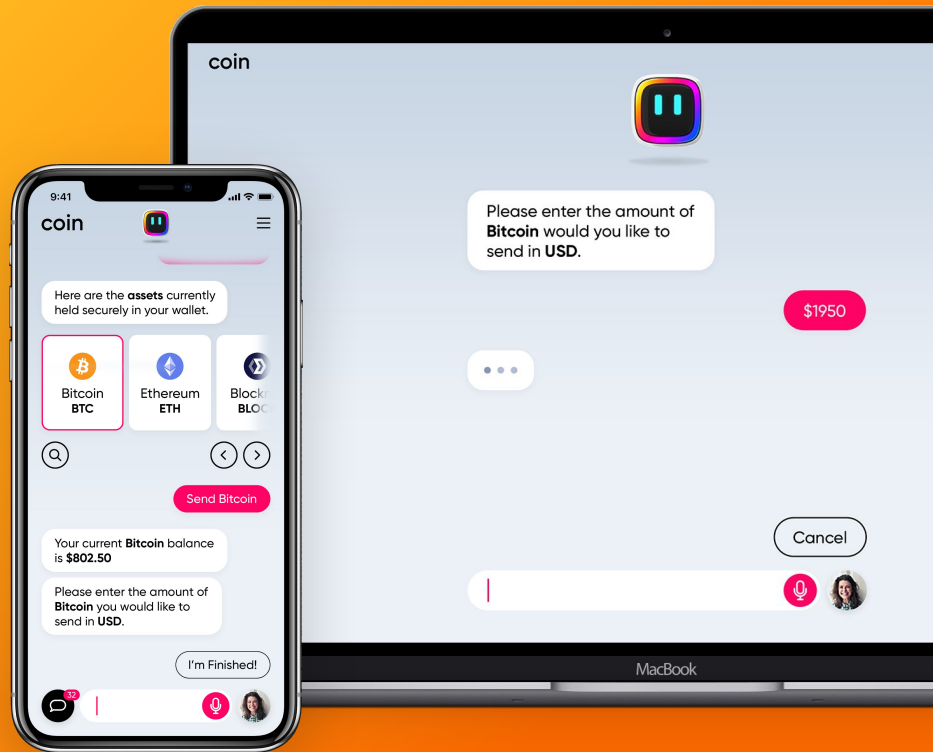 9:41
coin
Here are the assets currently
held securely in your wallet.
Bitcoin
BTC
Ethereum
ETH
Block
BLOC
Send Bitcoin
Your current Bitcoin balance
is $802.50
Please enter the amount of
Bitcoin you would like to
send in USD.
I'm Finished!
32
coin
Please enter the amount of
Bitcoin would you like to
send in USD.
$1950
Cancel
MacBook